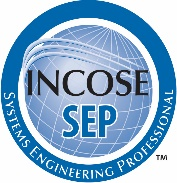 INCOSE
SEP
SYSTEMS ENGINEERING PROFESSIONAL
TM